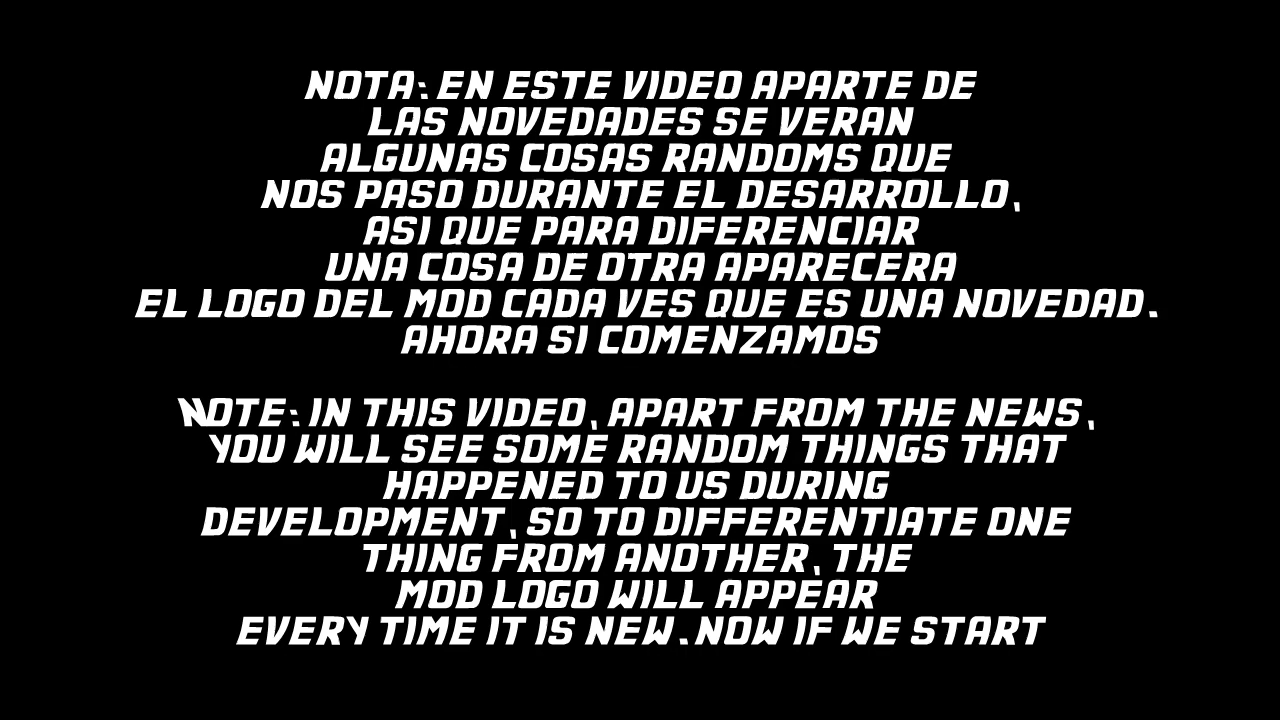 NOTA: EN ESTE VIDEO APARTE DE
LAS NOVEDADES SE VERAN
ALGUNAS COSAS RANDOMS QUE
NOS PASO DURANTE EL DESARROLLO,
ASI QUE PARA DIFERENCIAR
UNA COSA DE OTRA APARECERA
EL LOGO DEL MOD CADA VES QUE ES UNA NOVEDAD.
AHORA SI COMENZAMOS
NOTE: IN THIS VIDEO, APART FROM THE NEWS,
YOU WILL SEE SOME RANDOM THINGS THAT
HAPPENED TO US DURING
DEVELOPMENT, SO TO DIFFERENTIATE ONE
THING FROM ANOTHER, THE
MOD LOGO WILL APPEAR
EVERY TIME IT IS NEW. NOW IF WE START